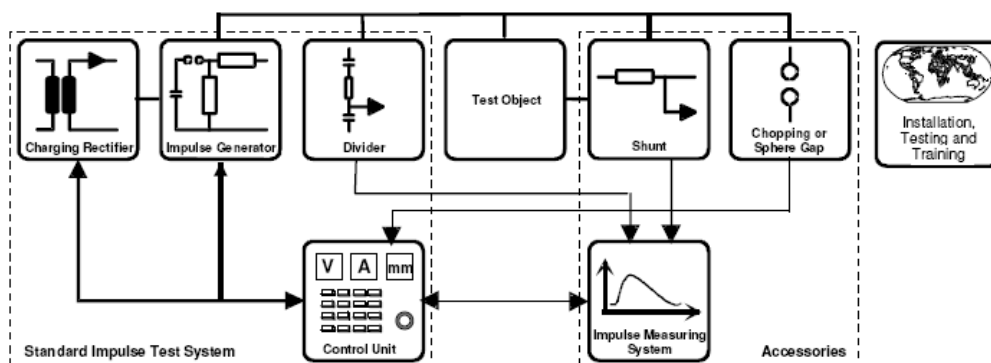 Charging Rectifier
Impulse Generator
Divider
Test Object
Shunt
Chopping or
Sphere Gap
Installation,
Testing and
Training
V
A
mm
Control Unit
Impulse Measuring
System
Standard Impulse Test System
Accessories